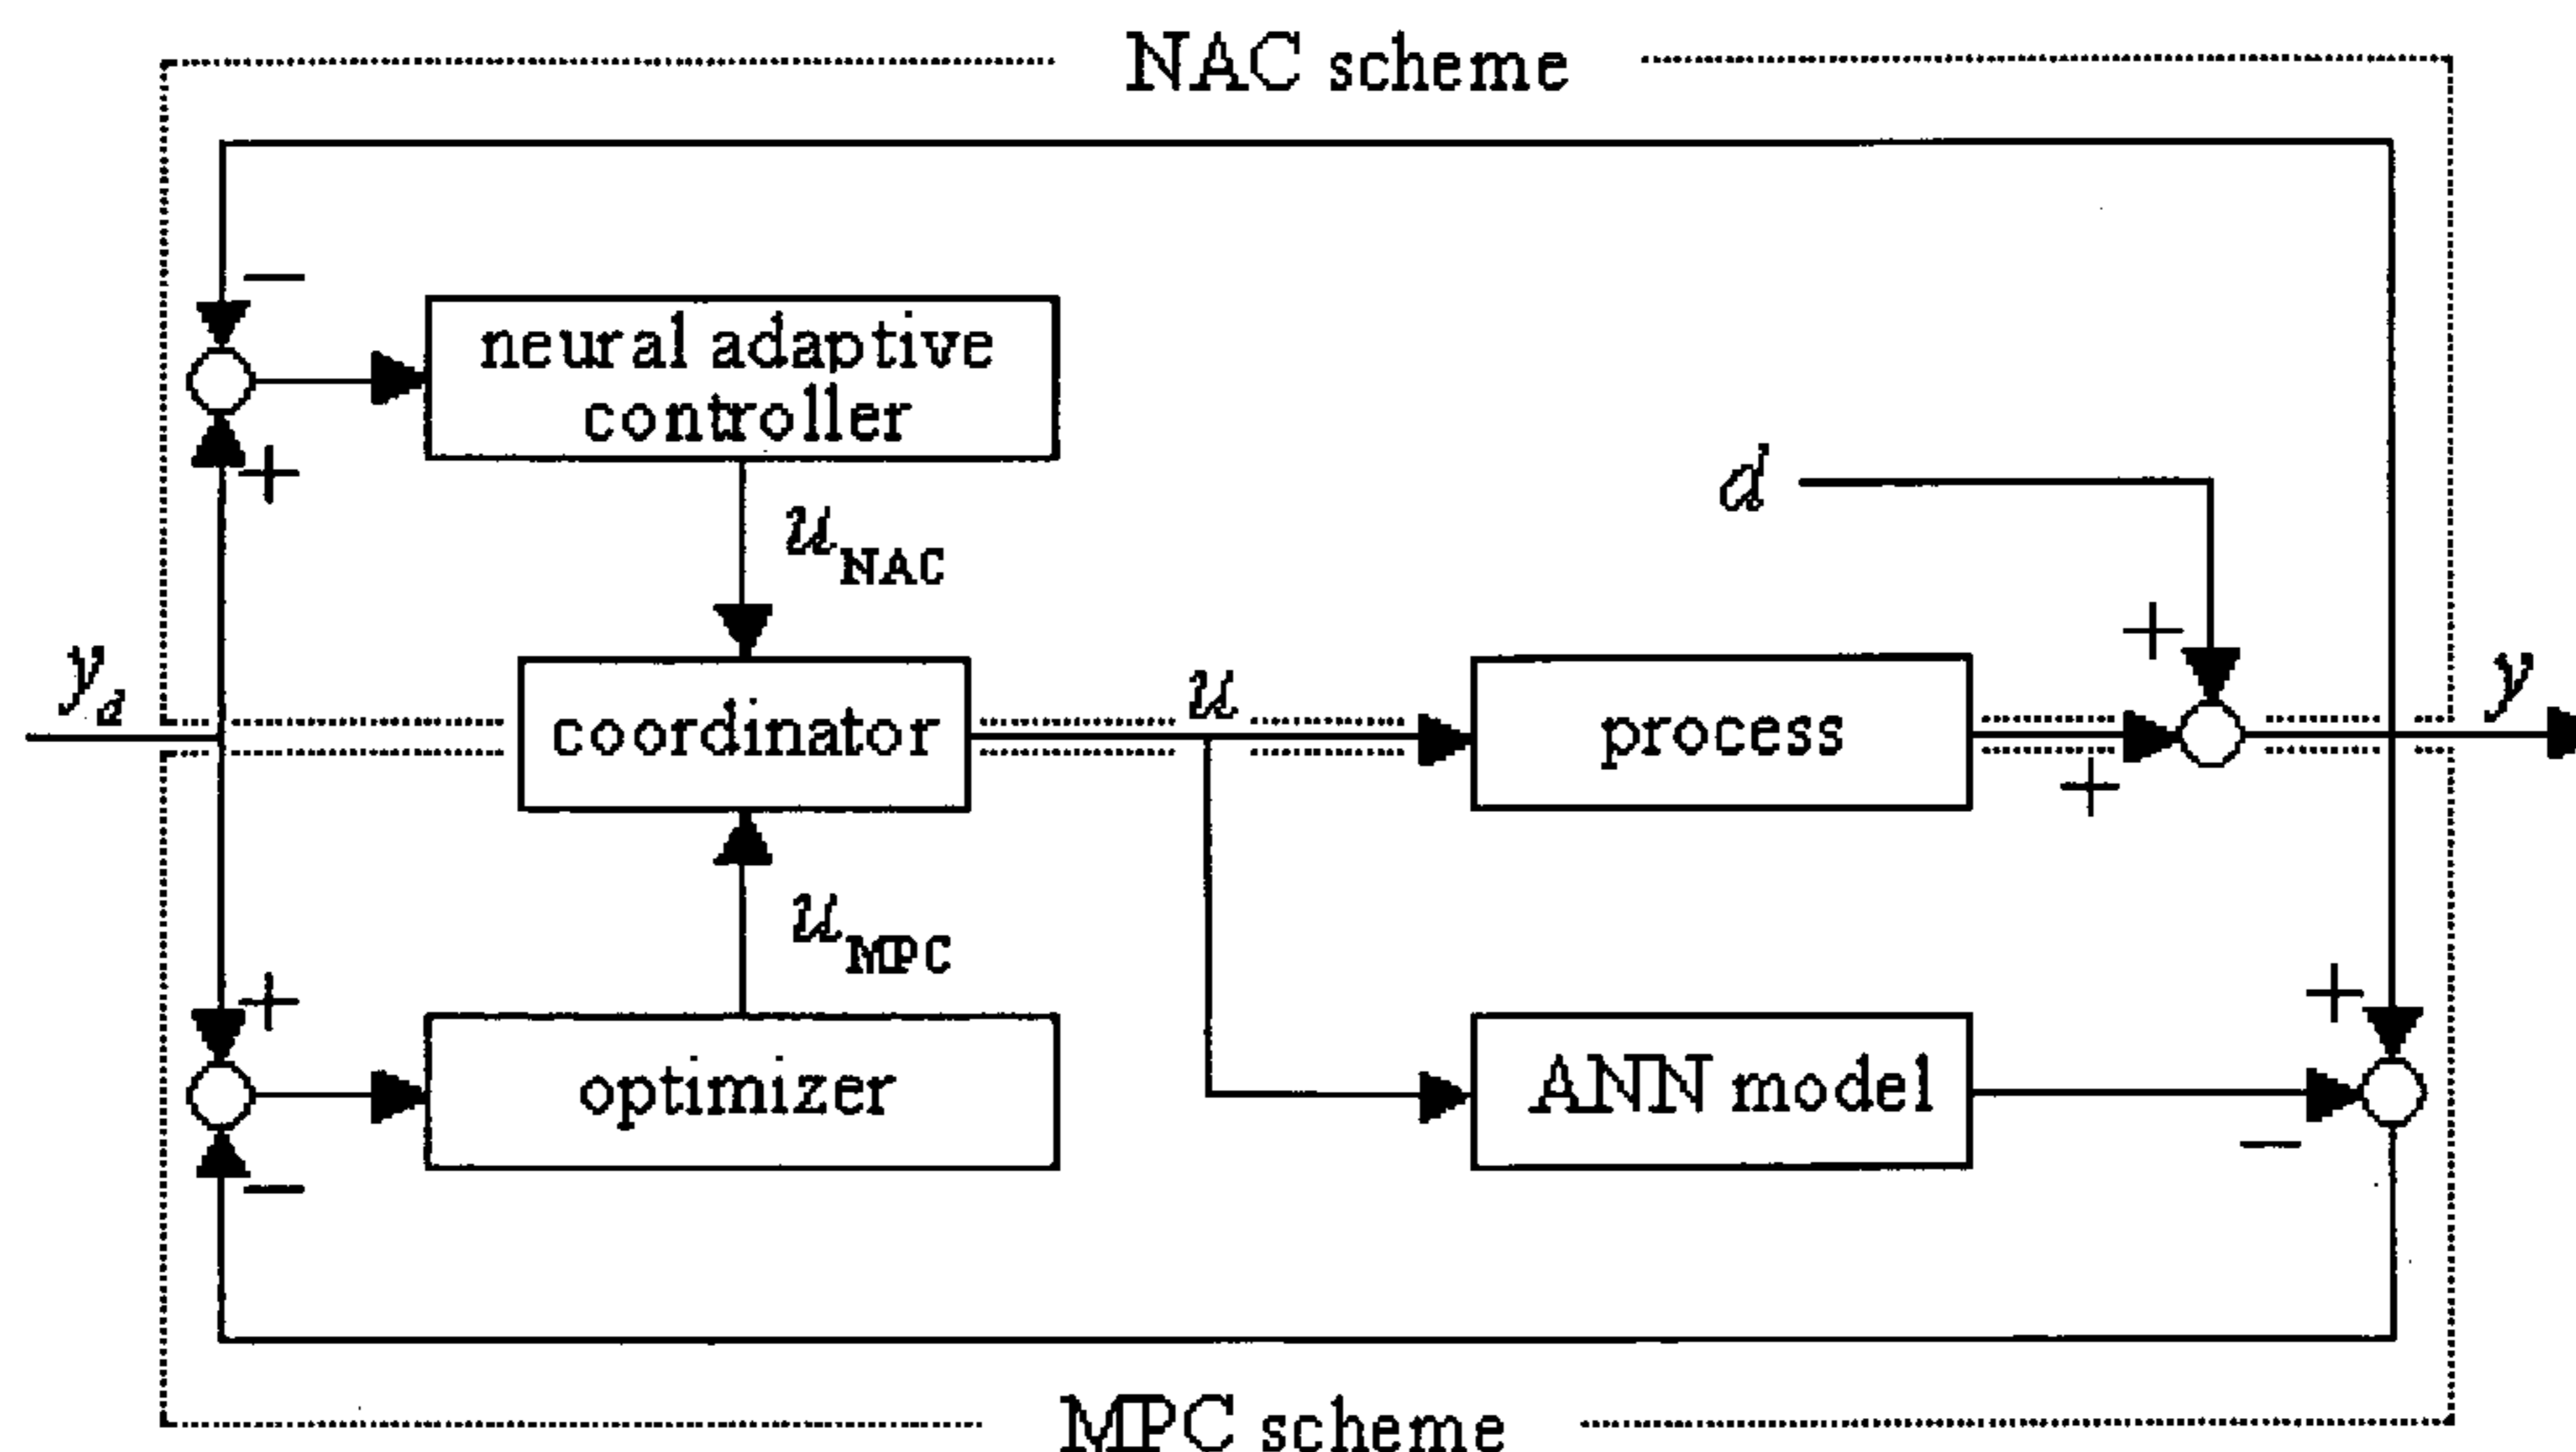 NAC scheme
−
neural adaptive
controller
+
u_NAC
d
+
y_d
coordinator
u
process
y
+
u_MPC
+
+
optimizer
ANN model
−
−
MPC scheme